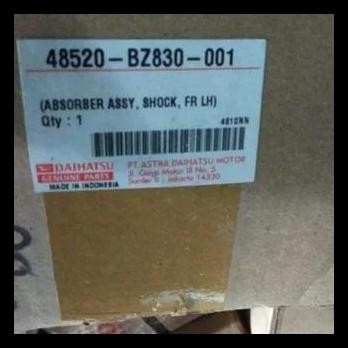 48520-BZ830-001
(ABSORBER ASSY, SHOCK, FR LH)
Qty : 1
4810NN
DAIHATSU
GENUINE PARTS
MADE IN INDONESIA
PT ASTRA DAIHATSU MOTOR
Jl. Gaya Motor III No. 5
Sunter II - Jakarta 14330